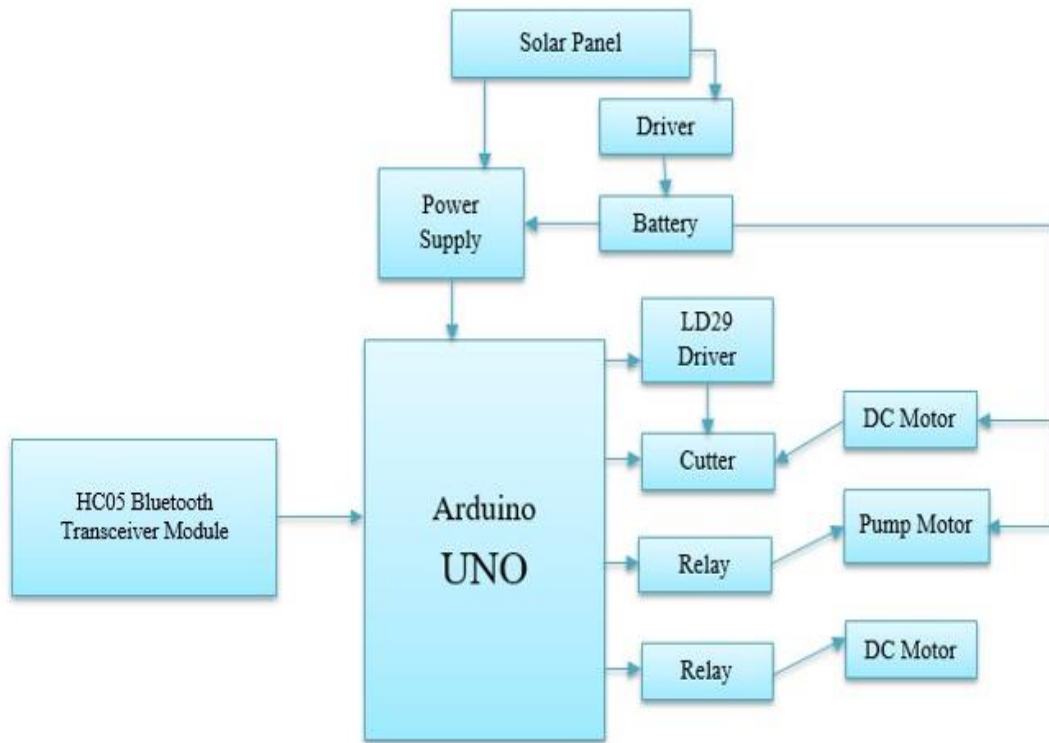 Solar Panel
Driver
Power
Supply
Battery
LD29
Driver
DC Motor
Cutter
HC05 Bluetooth
Transceiver Module
Arduino
UNO
Pump Motor
Relay
DC Motor
Relay